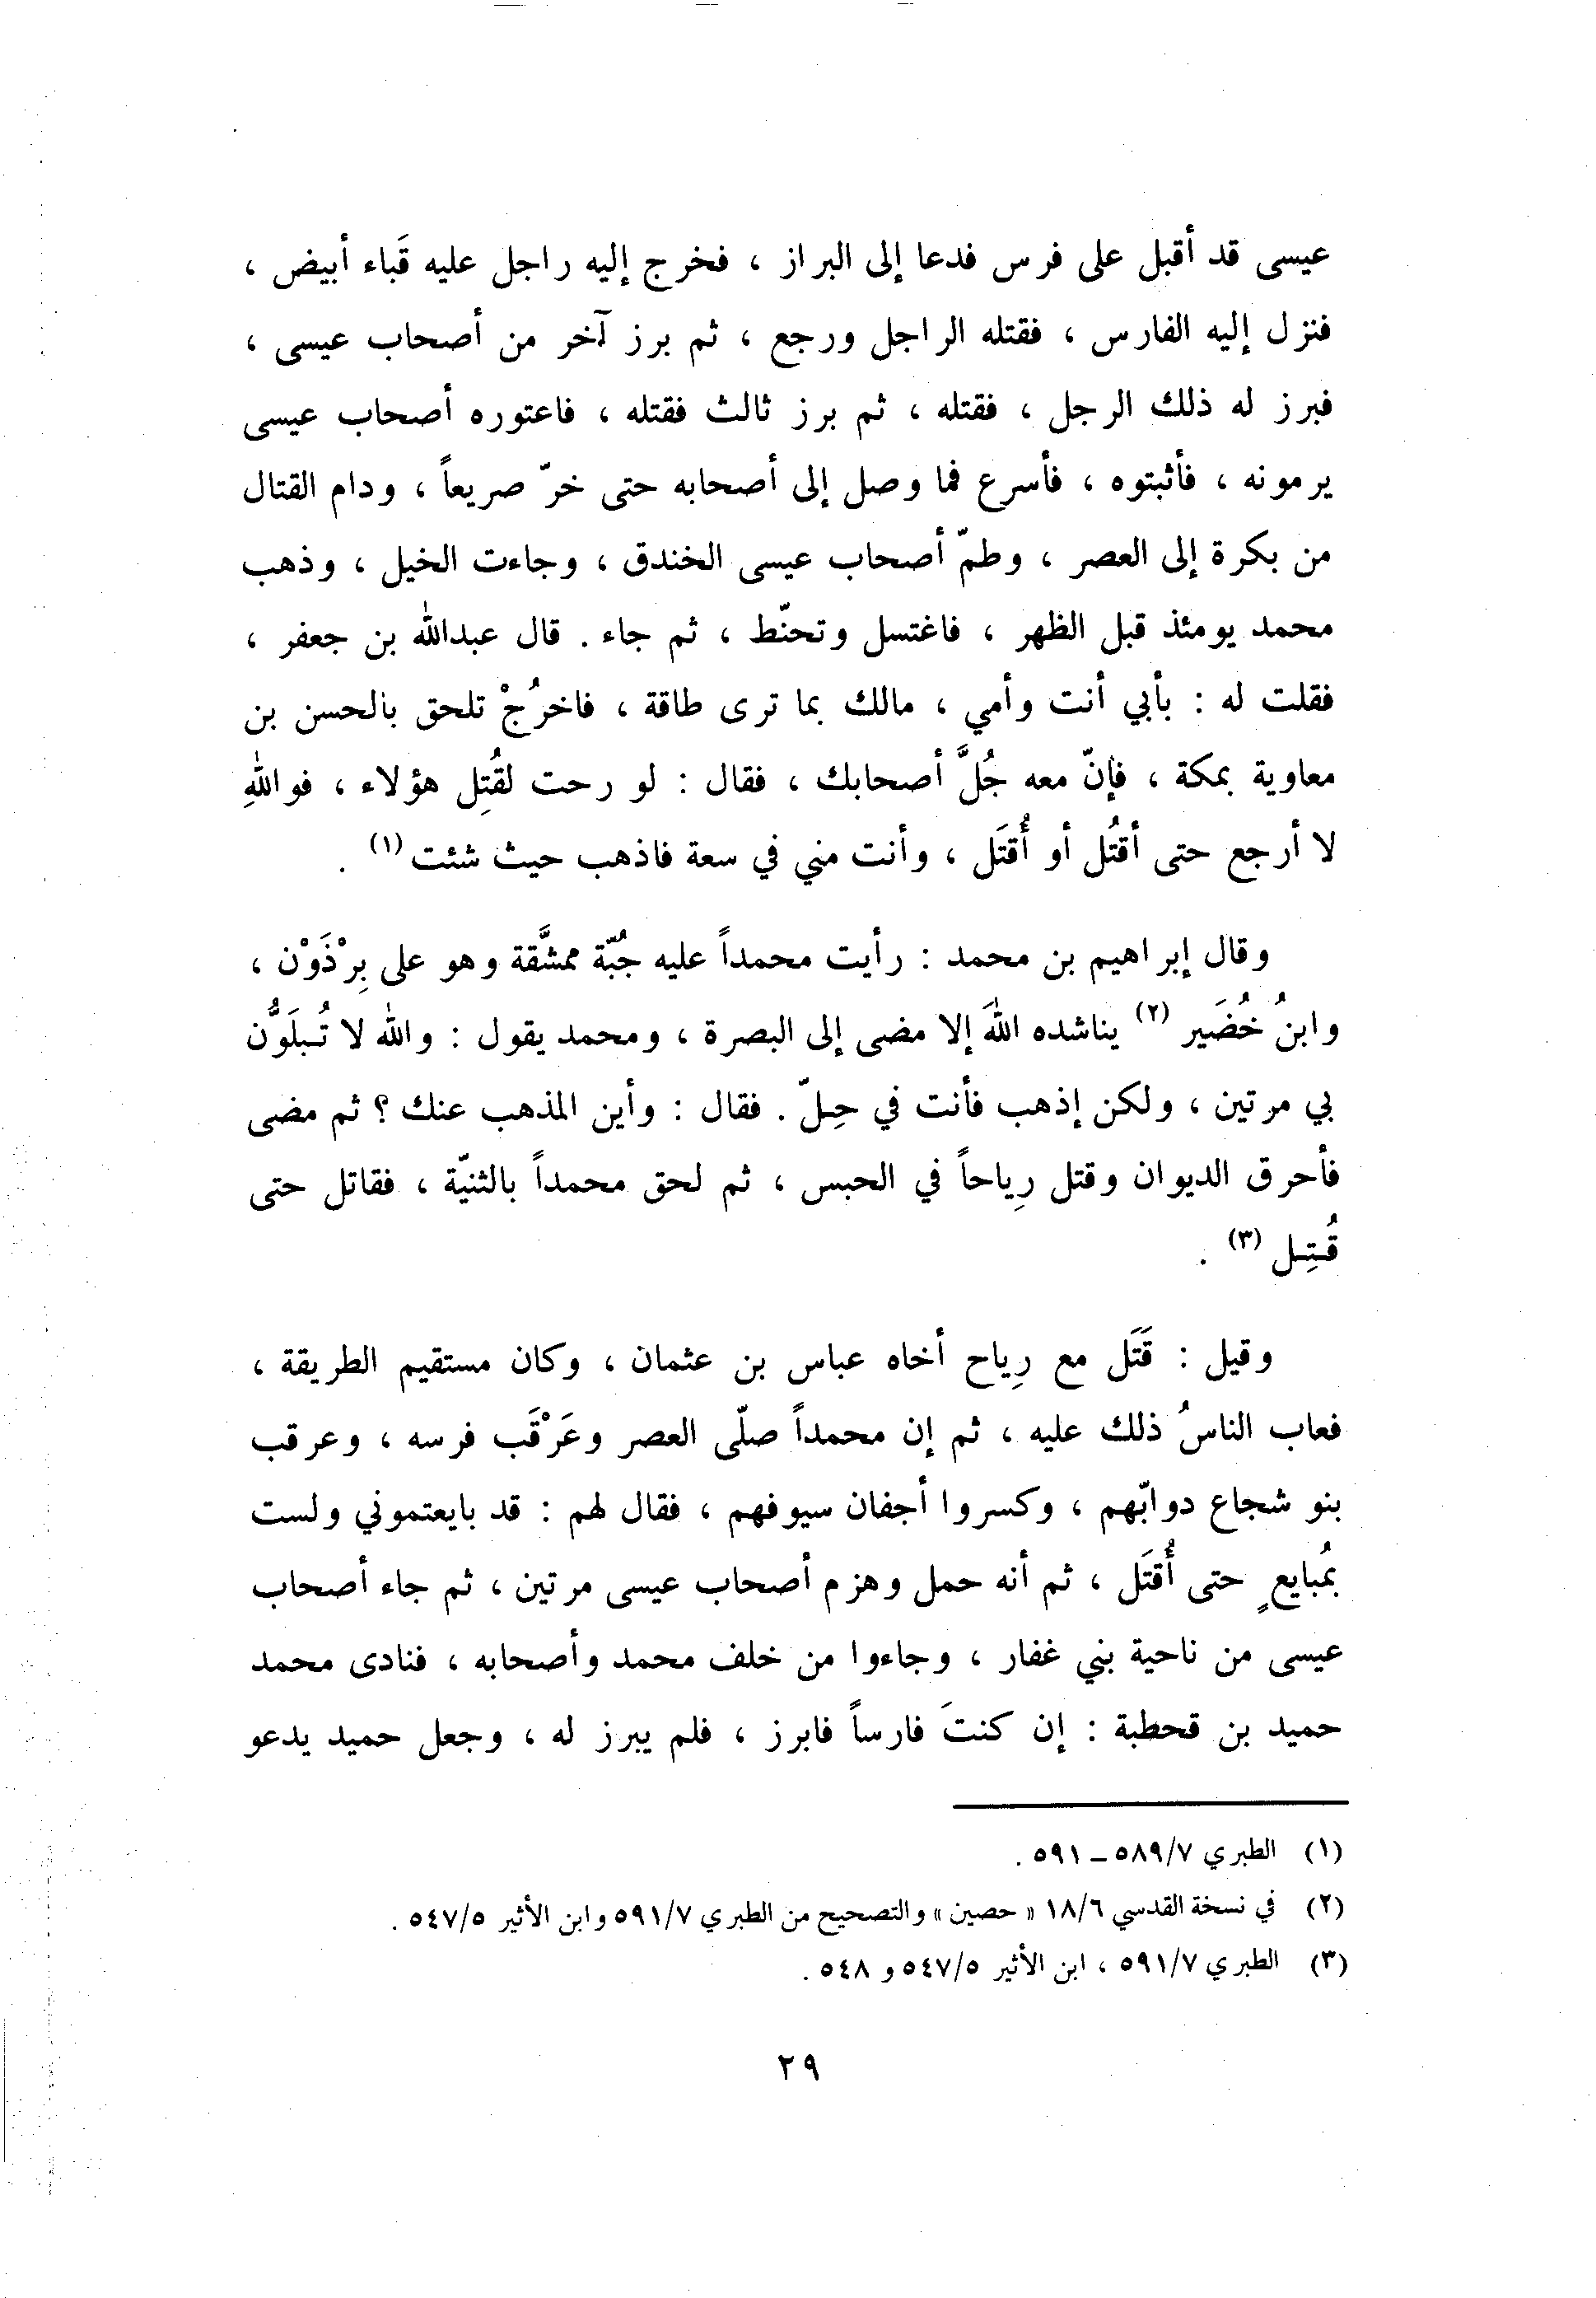 عيسى قد أقبل على فرس فدعا إلى البراز ، فخرج إليه راجل عليه قَباء أبيض ،
فنزل إليه الفارس ، فقتله الراجل ورجع ، ثم برز آخر من أصحاب عيسى ،
فبرز له ذلك الرجل ، فقتله ، ثم برز ثالث فقتله ، فاعتوره أصحاب عيسى
يرمونه ، فأثبتوه ، فأسرع فما وصل إلى أصحابه حتى خرّ صريعاً ، ودام القتال
من بكرة إلى العصر ، وطمّ أصحاب عيسى الخندق ، وجاءت الخيل ، وذهب
محمد يومئذ قبل الظهر ، فاغتسل وتحنّط ، ثم جاء . قال عبدالله بن جعفر ،
فقلت له : بأبي أنت وأمي ، مالك بما ترى طاقة ، فاخرُجْ تلحق بالحسن بن
معاوية بمكة ، فإنّ معه جُلَّ أصحابك ، فقال : لو رحت لقُتِل هؤلاء ، فواللهِ
لا أرجع حتى أقتُل أو أُقتَل ، وأنت مني في سعة فاذهب حيث شئت (١) .
وقال إبراهيم بن محمد : رأيت محمداً عليه جُبّة ممشَّقة وهو على بِرْذَوْن ،
وابنُ خُضَير (٢) يناشده اللهَ إلا مضى إلى البصرة ، ومحمد يقول : والله لا تُبلَوُّن
بي مرتين ، ولكن إذهب فأنت في حِلّ . فقال : وأين المذهب عنك ؟ ثم مضى
فأحرق الديوان وقتل رِياحاً في الحبس ، ثم لحق محمداً بالثنيّة ، فقاتل حتى
قُتِل (٣) .
وقيل : قَتَل مع رِياح أخاه عباس بن عثمان ، وكان مستقيم الطريقة ،
فعاب الناسُ ذلك عليه ، ثم إن محمداً صلّى العصر وعَرْقَب فرسه ، وعرقب
بنو شجاع دوابّهم ، وكسروا أجفان سيوفهم ، فقال لهم : قد بايعتموني ولست
بمُبايعٍ حتى أُقتَل ، ثم أنه حمل وهزم أصحاب عيسى مرتين ، ثم جاء أصحاب
عيسى من ناحية بني غفار ، وجاءوا من خلف محمد وأصحابه ، فنادى محمد
حميد بن قحطبة : إن كنتَ فارساً فابرز ، فلم يبرز له ، وجعل حميد يدعو
(١) الطبري ٧/٥٨٩ ـ ٥٩١ .
(٢) في نسخة القدسي ٦/١٨ « حصين » والتصحيح من الطبري ٧/٥٩١ وابن الأثير ٥/٥٤٧ .
(٣) الطبري ٧/٥٩١ ، ابن الأثير ٥/٥٤٧ و ٥٤٨ .
٢٩